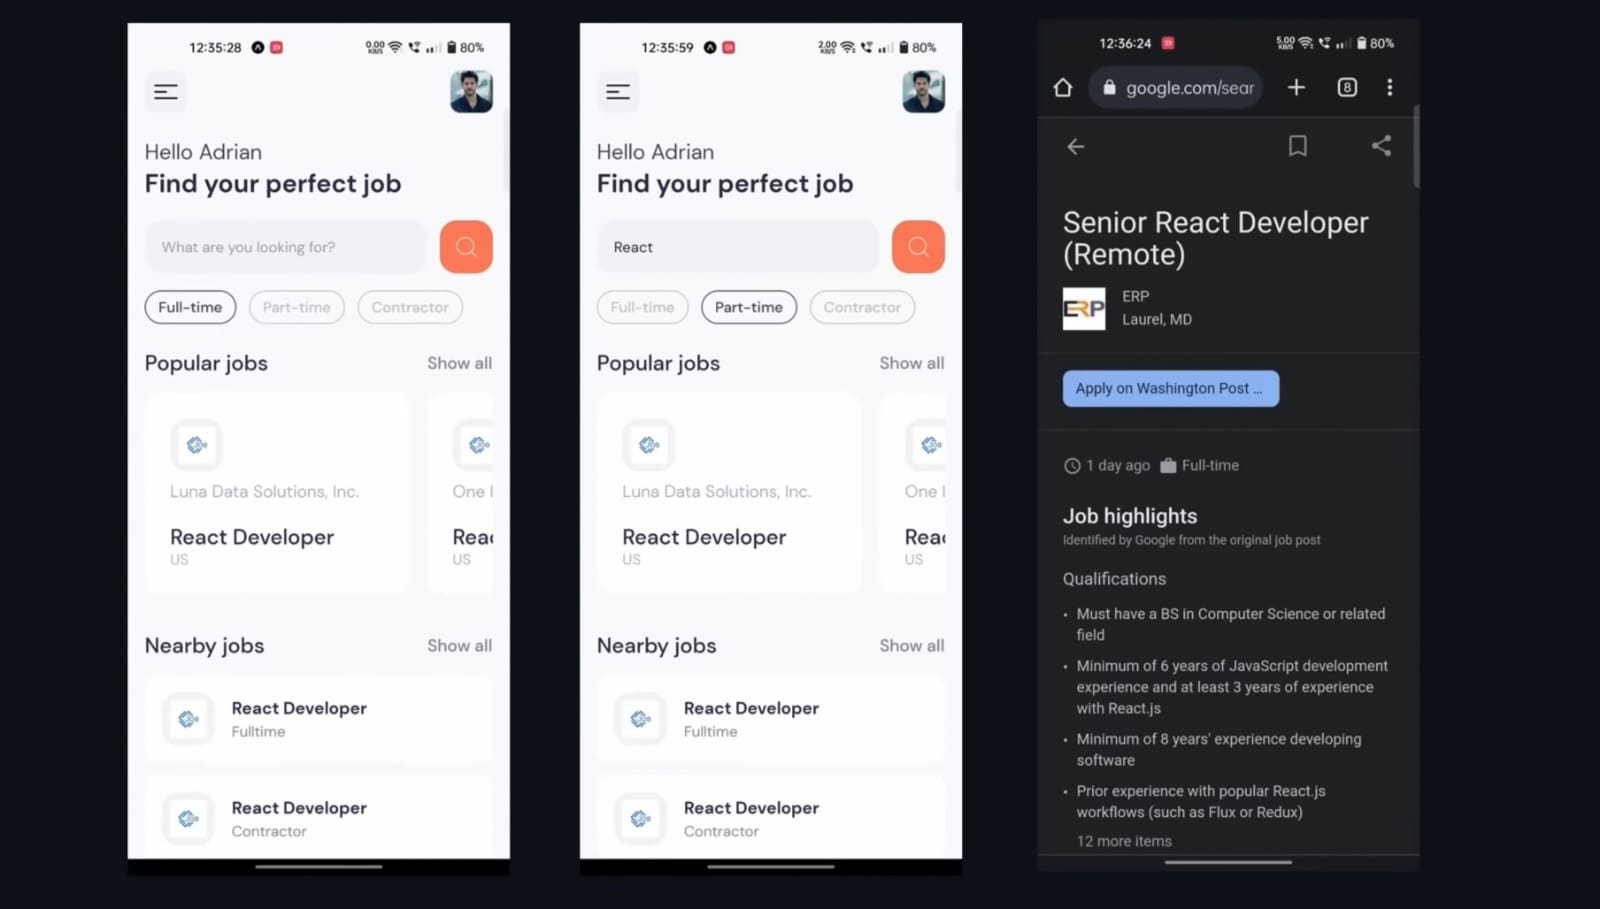 12:35:28
0.00 KB/S
80%
Hello Adrian
Find your perfect job
What are you looking for?
Full-time
Part-time
Contractor
Popular jobs
Show all
Luna Data Solutions, Inc.
One
React Developer
Reac
US
US
Nearby jobs
Show all
React Developer
Fulltime
React Developer
Contractor
12:35:59
2.00 KB/S
80%
Hello Adrian
Find your perfect job
React
Full-time
Part-time
Contractor
Popular jobs
Show all
Luna Data Solutions, Inc.
One
React Developer
Reac
US
US
Nearby jobs
Show all
React Developer
Fulltime
React Developer
Contractor
12:36:24
5.00 KB/S
80%
google.com/sear
8
Senior React Developer
(Remote)
ERP
ERP
Laurel, MD
Apply on Washington Post ...
1 day ago
Full-time
Job highlights
Identified by Google from the original job post
Qualifications
• Must have a BS in Computer Science or related
field
• Minimum of 6 years of JavaScript development
experience and at least 3 years of experience
with React.js
• Minimum of 8 years' experience developing
software
• Prior experience with popular React.js
workflows (such as Flux or Redux)
12 more items